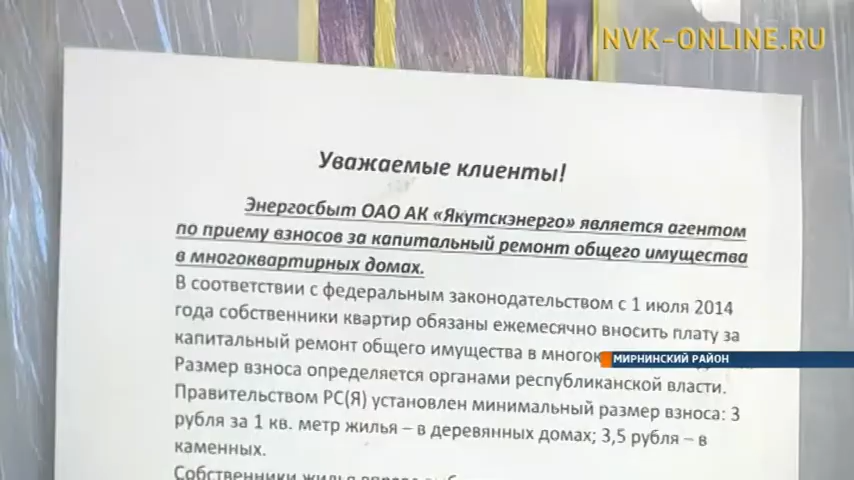 NVK-ONLINE.RU
Уважаемые клиенты!
Энергосбыт ОАО АК «Якутскэнерго» является агентом
по приему взносов за капитальный ремонт общего имущества
в многоквартирных домах.
В соответствии с федеральным законодательством с 1 июля 2014
года собственники квартир обязаны ежемесячно вносить плату за
капитальный ремонт общего имущества в
МИРНИНСКИЙ РАЙОН
Размер взноса определяется органами республиканской власти.
Правительством РС(Я) установлен минимальный размер взноса: 3
рубля за 1 кв. метр жилья – в деревянных домах; 3,5 рубля – в
каменных.
Собственники жилья вправе